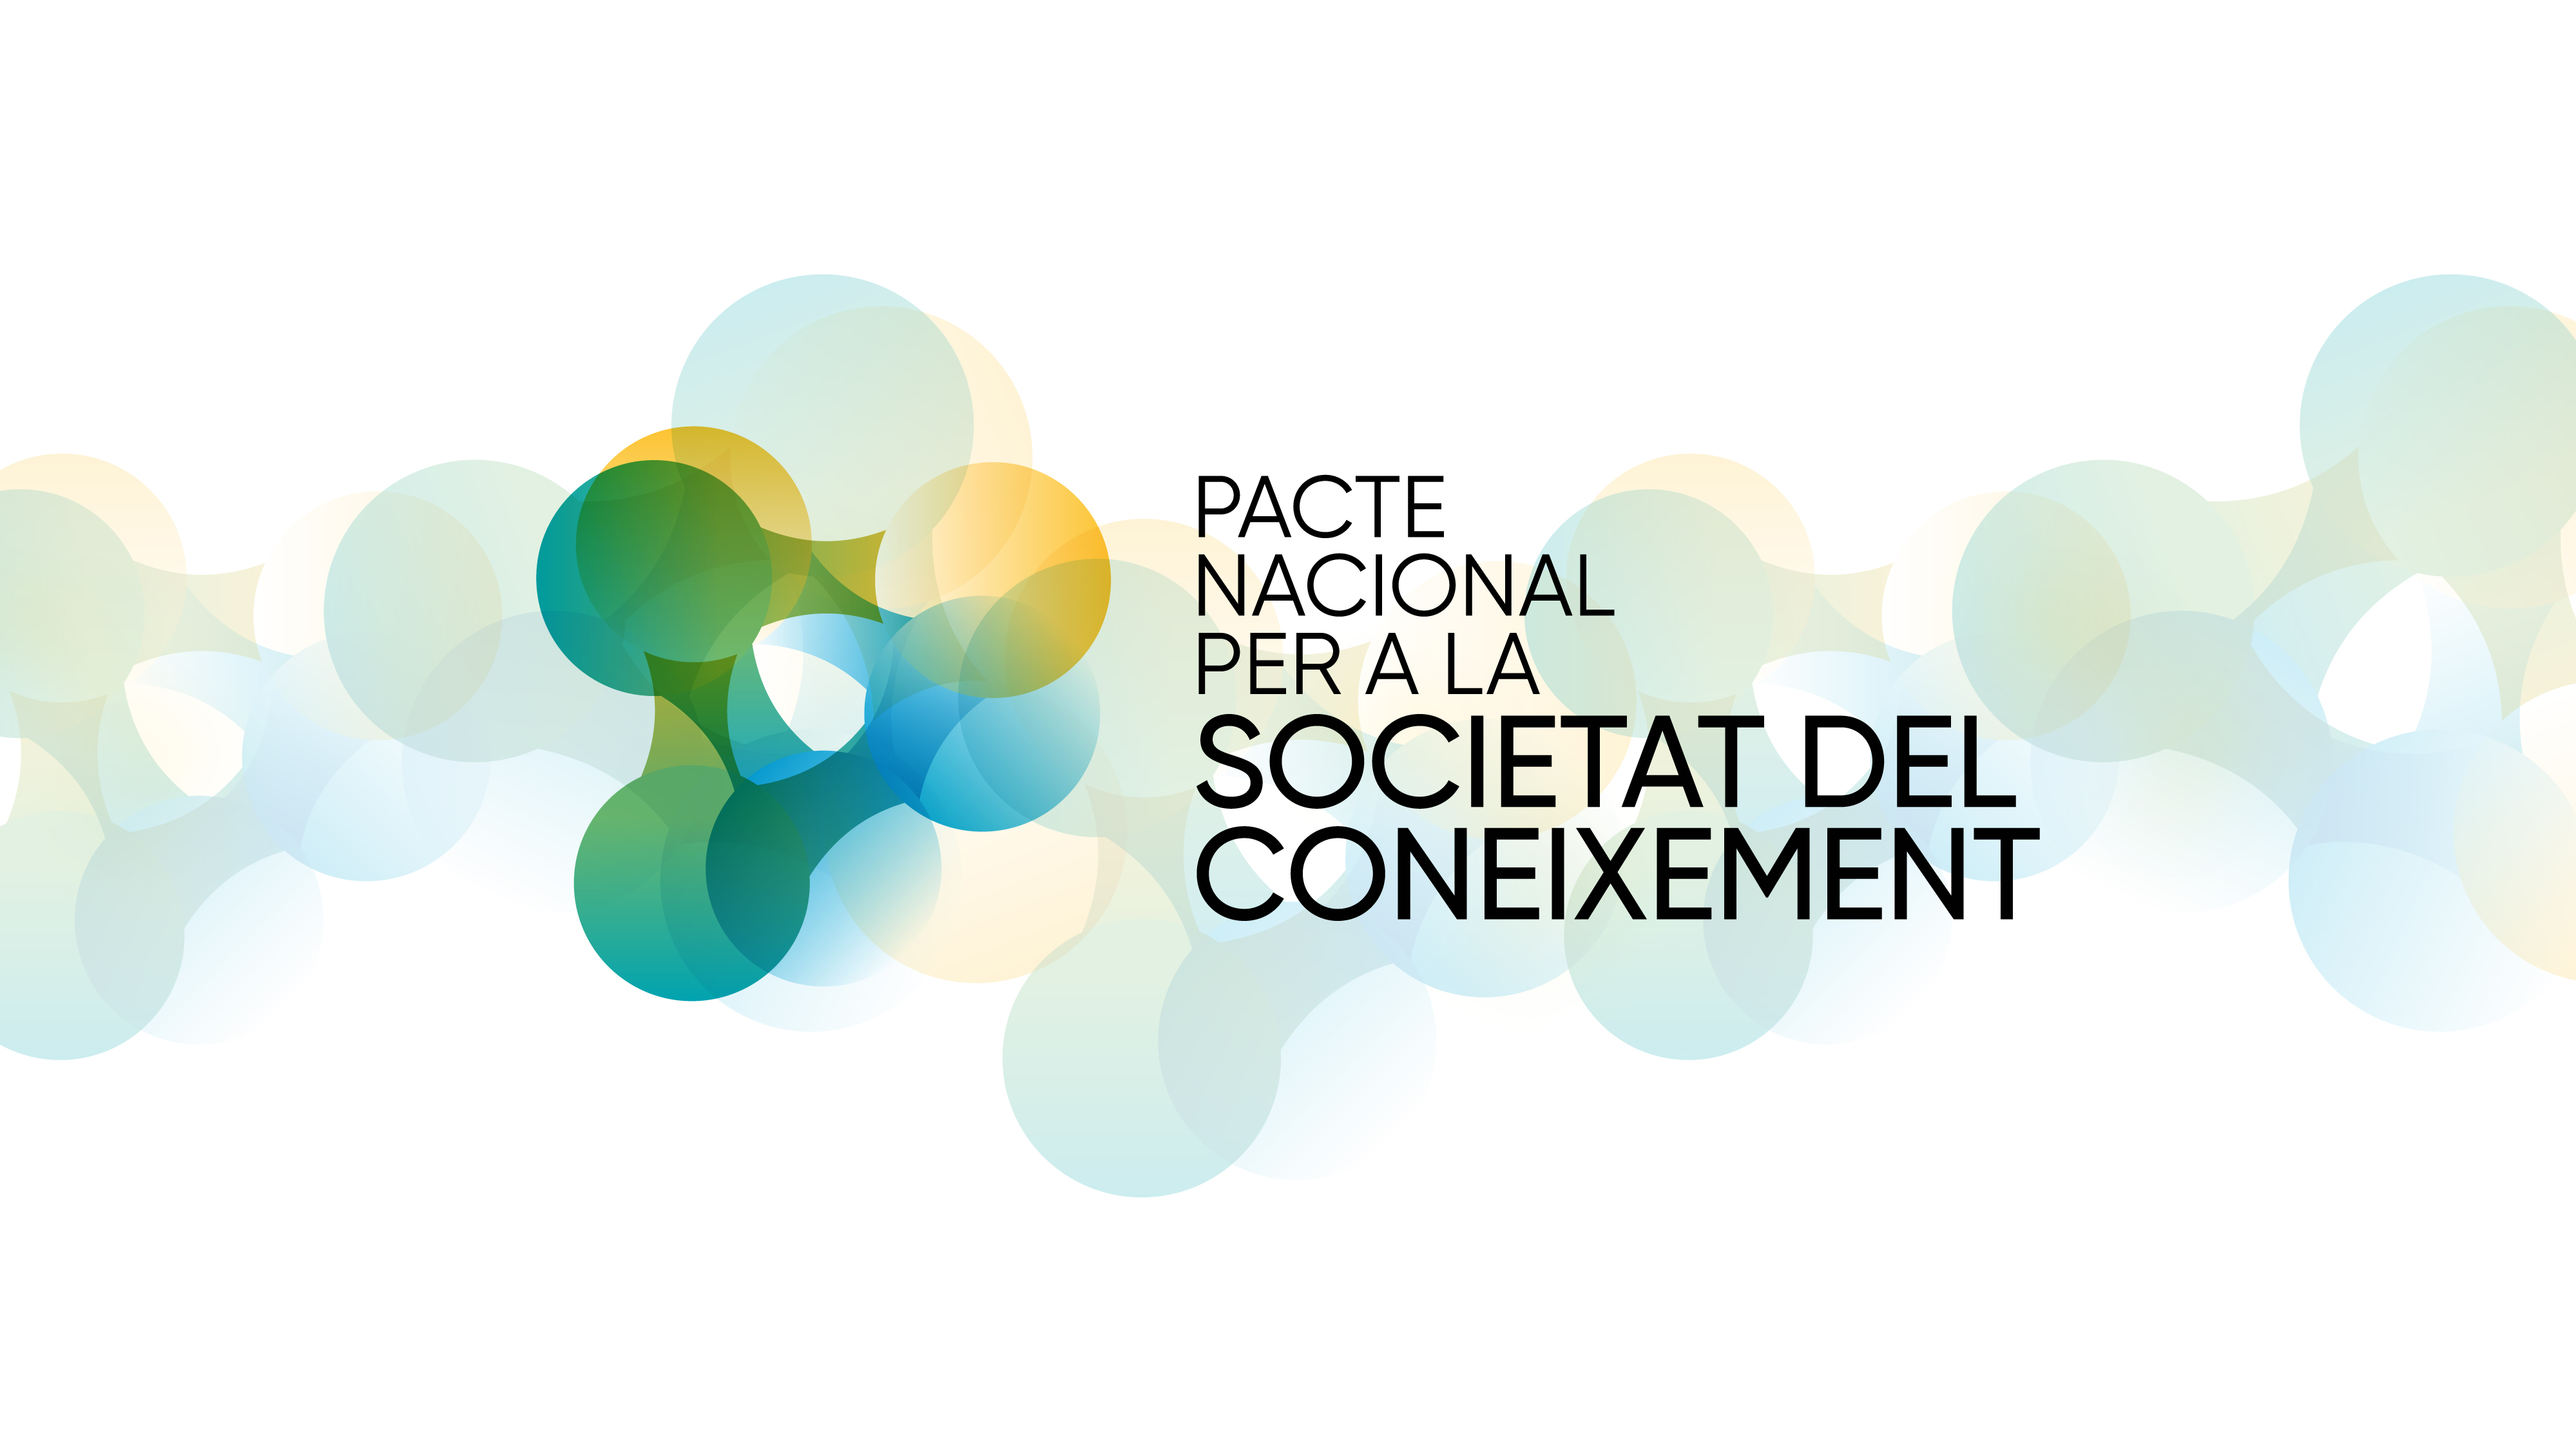 PACTE
NACIONAL
PER A LA
SOCIETAT DEL
CONEIXEMENT